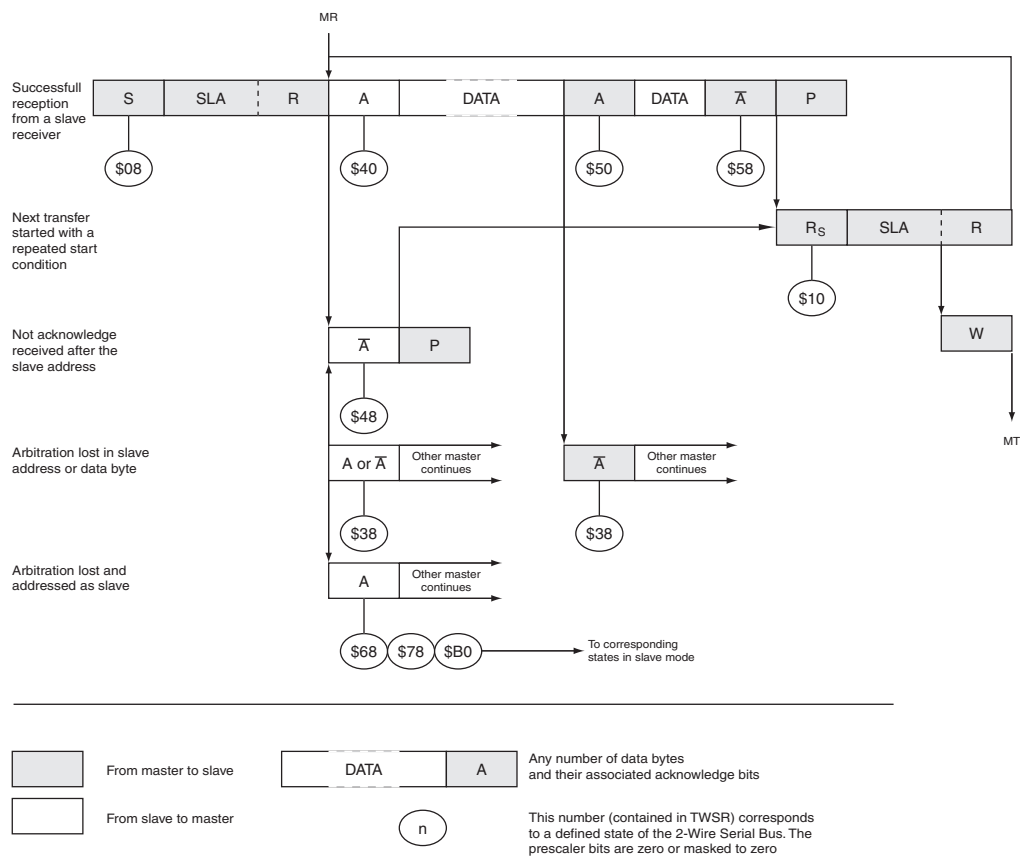 MR
Successfull
reception
from a slave
receiver
S SLA R A DATA A DATA A̅ P
$08 $40 $50 $58
Next transfer
started with a
repeated start
condition
RS SLA R
$10
W
MT
Not acknowledge
received after the
slave address
A̅ P
$48
Arbitration lost in slave
address or data byte
A or A̅ Other master
continues
A̅ Other master
continues
$38 $38
Arbitration lost and
addressed as slave
A Other master
continues
$68 $78 $B0
To corresponding
states in slave mode
From master to slave
DATA A
Any number of data bytes
and their associated acknowledge bits
From slave to master
n
This number (contained in TWSR) corresponds
to a defined state of the 2-Wire Serial Bus. The
prescaler bits are zero or masked to zero